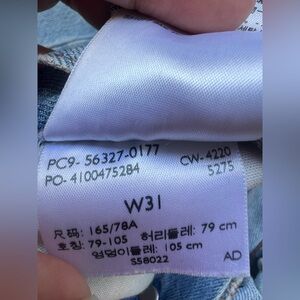 PC9- 56327-0177 CW-4220
PO- 4100475284 5275
W31
尺码: 165/78A
호칭: 79-105 허리둘레: 79 cm
엉덩이둘레: 105 cm
S58022 AD